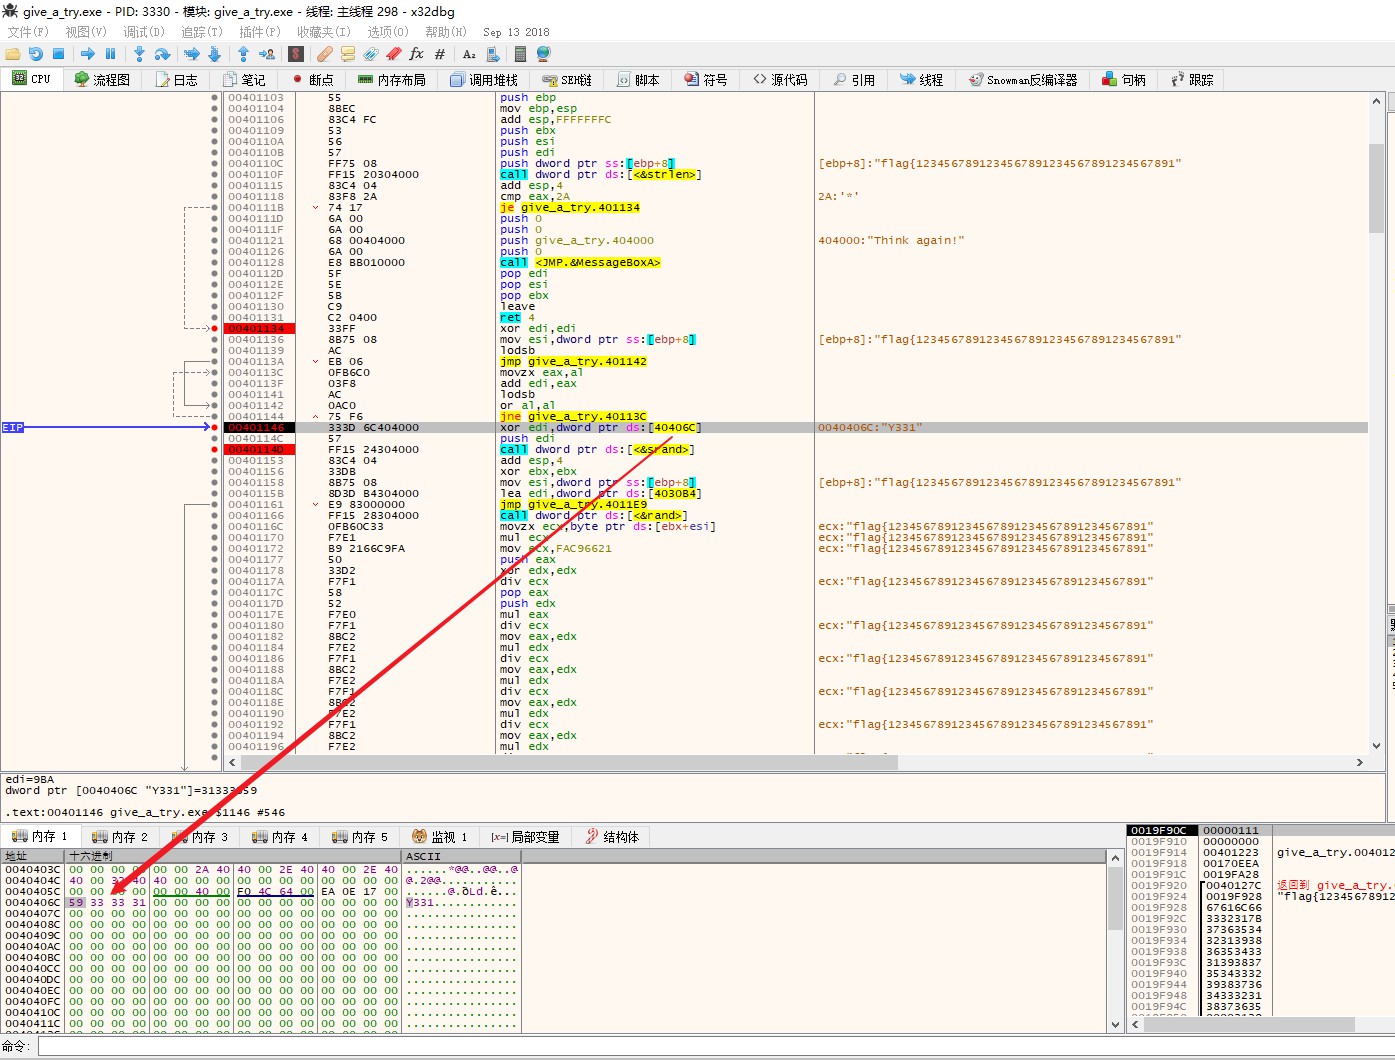 give_a_try.exe - PID: 3330 - 模块: give_a_try.exe - 线程: 主线程 298 - x32dbg
文件(F) 视图(V) 调试(D) 追踪(T) 插件(P) 收藏夹(I) 选项(O) 帮助(H) Sep 13 2018
CPU 流程图 日志 笔记 断点 内存布局 调用堆栈 SEH链 脚本 符号 源代码 引用 线程 Snowman反编译器 句柄 跟踪
00401103 55 push ebp
00401104 8BEC mov ebp,esp
00401106 83C4 FC add esp,FFFFFFFC
00401109 53 push ebx
0040110A 56 push esi
0040110B 57 push edi
0040110C FF75 08 push dword ptr ss:[ebp+8] [ebp+8]:"flag{123456789123456789123456789123456 7891"
0040110F FF15 20304000 call dword ptr ds:[<&strlen>]
00401115 83C4 04 add esp,4
00401118 83F8 2A cmp eax,2A 2A:'*'
0040111B 74 17 je give_a_try.401134
0040111D 6A 00 push 0
0040111F 6A 00 push 0
00401121 68 00404000 push give_a_try.404000 404000:"Think again!"
00401126 6A 00 push 0
00401128 E8 BB010000 call <JMP.&MessageBoxA>
0040112D 5F pop edi
0040112E 5E pop esi
0040112F 5B pop ebx
00401130 C9 leave
00401131 C2 0400 ret 4
00401134 33FF xor edi,edi
00401136 8B75 08 mov esi,dword ptr ss:[ebp+8] [ebp+8]:"flag{1234567891234567891234567891234567891"
00401139 AC lodsb
0040113A EB 06 jmp give_a_try.401142
0040113C 0FB6C0 movzx eax,al
0040113F 03F8 add edi,eax
00401141 AC lodsb
00401142 0AC0 or al,al
00401144 75 F6 jne give_a_try.40113C
EIP 00401146 333D 6C404000 xor edi,dword ptr ds:[40406C] 0040406C:"Y331"
0040114C 57 push edi
0040114D FF15 24304000 call dword ptr ds:[<&srand>]
00401153 83C4 04 add esp,4
00401156 33DB xor ebx,ebx
00401158 8B75 08 mov esi,dword ptr ss:[ebp+8] [ebp+8]:"flag{1234567891234567891234567891234567891"
0040115B 8D3D B4304000 lea edi,dword ptr ds:[4030B4]
00401161 E9 83000000 jmp give_a_try.4011E9
00401166 FF15 28304000 call dword ptr ds:[<&rand>]
0040116C 0FB60C33 movzx ecx,byte ptr ds:[ebx+esi] ecx:"flag{1234567891234567891234567891234567891"
00401170 F7E1 mul ecx ecx:"flag{1234567891234567891234567891234567891"
00401172 B9 2166C9FA mov ecx,FAC96621 ecx:"flag{1234567891234567891234567891234567891"
00401177 50 push eax
00401178 33D2 xor edx,edx
0040117A F7F1 div ecx ecx:"flag{1234567891234567891234567891234567891"
0040117C 58 pop eax
0040117D 52 push edx
0040117E F7E0 mul eax
00401180 F7F1 div ecx ecx:"flag{1234567891234567891234567891234567891"
00401182 8BC2 mov eax,edx
00401184 F7E2 mul edx
00401186 F7F1 div ecx ecx:"flag{1234567891234567891234567891234567891"
00401188 8BC2 mov eax,edx
0040118A F7E2 mul edx
0040118C F7F1 div ecx ecx:"flag{1234567891234567891234567891234567891"
0040118E 8BC2 mov eax,edx
00401190 F7E2 mul edx
00401192 F7F1 div ecx ecx:"flag{1234567891234567891234567891234567891"
00401194 8BC2 mov eax,edx
00401196 F7E2 mul edx
edi=9BA
dword ptr [0040406C "Y331"]=31333359
.text:00401146 give_a_try.exe:$1146 #546
内存 1 内存 2 内存 3 内存 4 内存 5 监视 1 [x=]局部变量 结构体
地址 十六进制 ASCII
0040403C 00 00 00 00 00 00 2A 40 40 00 2E 40 40 00 2E 40 ......*@@..@@..@
0040404C 40 00 32 40 40 00 00 00 00 00 00 00 00 00 00 00 @.2@@...........
0040405C 00 00 00 00 00 00 40 00 F0 4C 64 00 EA 0E 17 00 ......@.ðLd.ê...
0040406C 59 33 33 31 00 00 00 00 00 00 00 00 00 00 00 00 Y331............
0040407C 00 00 00 00 00 00 00 00 00 00 00 00 00 00 00 00 ................
0040408C 00 00 00 00 00 00 00 00 00 00 00 00 00 00 00 00 ................
0040409C 00 00 00 00 00 00 00 00 00 00 00 00 00 00 00 00 ................
004040AC 00 00 00 00 00 00 00 00 00 00 00 00 00 00 00 00 ................
004040BC 00 00 00 00 00 00 00 00 00 00 00 00 00 00 00 00 ................
004040CC 00 00 00 00 00 00 00 00 00 00 00 00 00 00 00 00 ................
004040DC 00 00 00 00 00 00 00 00 00 00 00 00 00 00 00 00 ................
004040EC 00 00 00 00 00 00 00 00 00 00 00 00 00 00 00 00 ................
004040FC 00 00 00 00 00 00 00 00 00 00 00 00 00 00 00 00 ................
0040410C 00 00 00 00 00 00 00 00 00 00 00 00 00 00 00 00 ................
0040411C 00 00 00 00 00 00 00 00 00 00 00 00 00 00 00 00 ................
0019F90C 00000111
0019F910 00000000
0019F914 00401223 give_a_try.004012
0019F918 00170EEA
0019F91C 0019FA28
0019F920 0040127C 返回到 give_a_try.
0019F924 0019F928 "flag{12345678912
0019F928 67616C66
0019F92C 3332317B
0019F930 37363534
0019F934 32313938
0019F938 36353433
0019F93C 31393837
0019F940 35343332
0019F944 39383736
0019F948 34333231
0019F94C 38373635
命令: